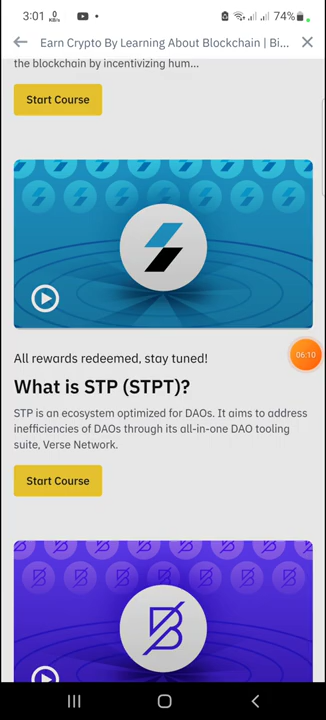 3:01 0 K/s 74%
Earn Crypto By Learning About Blockchain | Bi...
the blockchain by incentivizing hum...
Start Course
06:10
All rewards redeemed, stay tuned!
What is STP (STPT)?
STP is an ecosystem optimized for DAOs. It aims to address
inefficiencies of DAOs through its all-in-one DAO tooling
suite, Verse Network.
Start Course